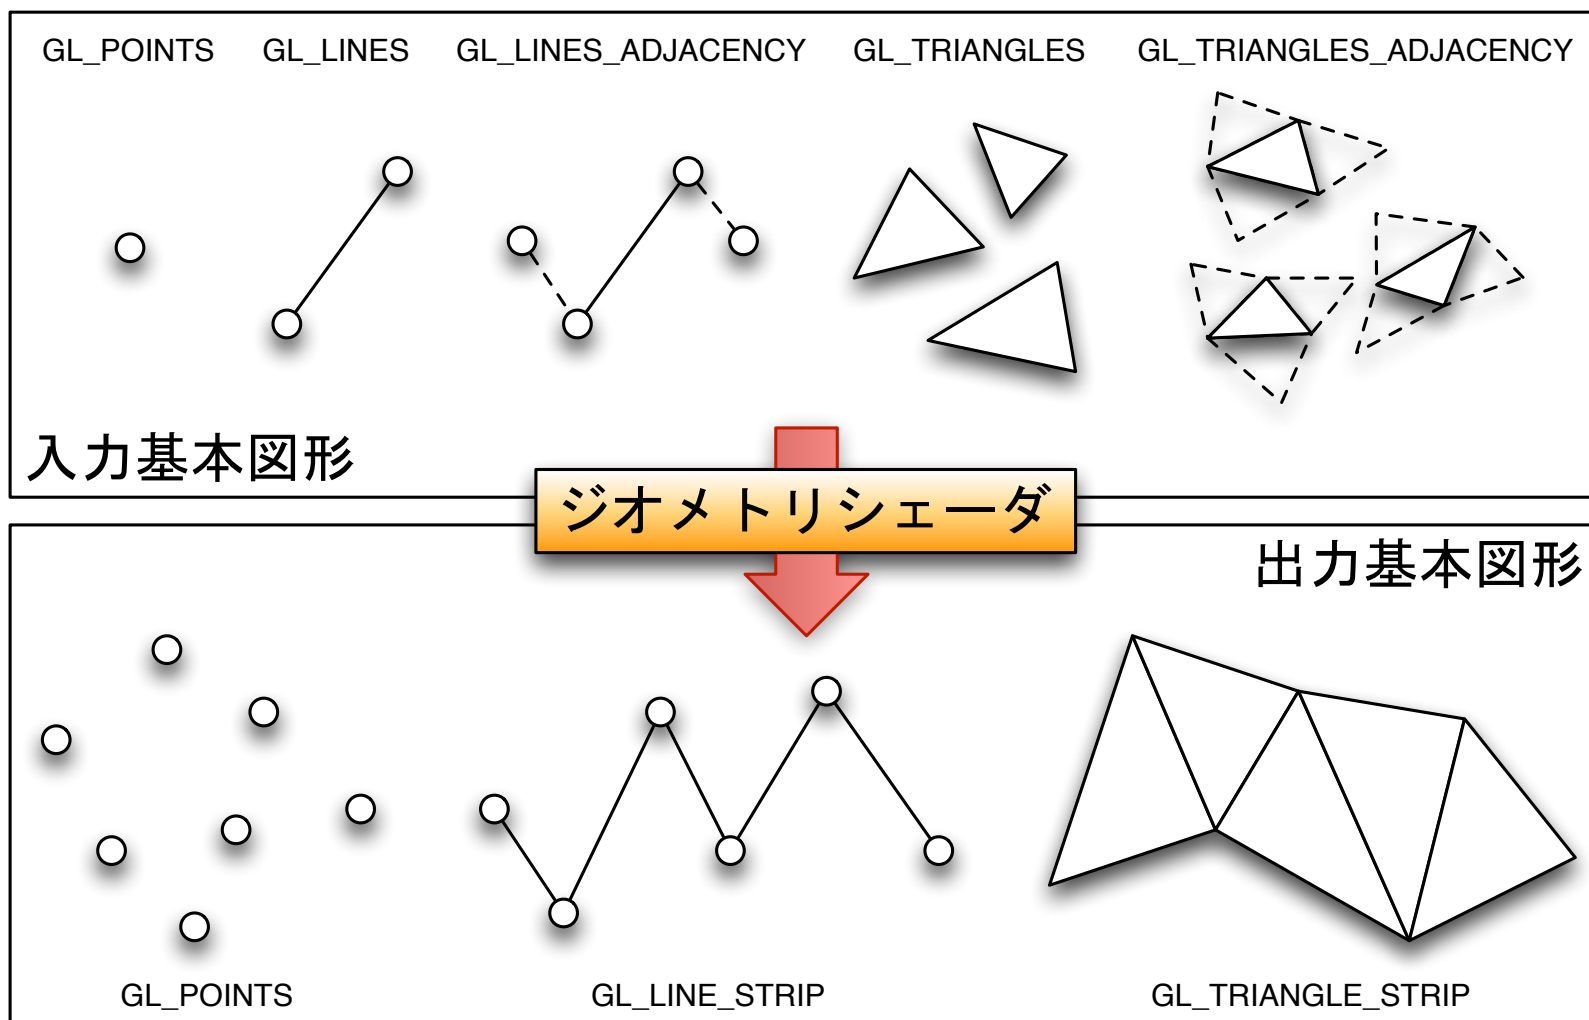 GL_POINTS GL_LINES GL_LINES_ADJACENCY GL_TRIANGLES GL_TRIANGLES_ADJACENCY
入力基本図形
ジオメトリシェーダ
出力基本図形
GL_POINTS GL_LINE_STRIP GL_TRIANGLE_STRIP